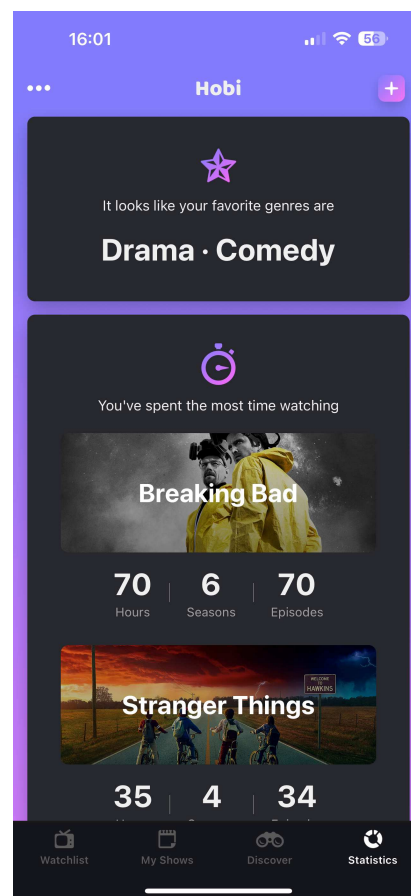 16:01
56
Hobi
It looks like your favorite genres are
Drama · Comedy
You've spent the most time watching
Breaking Bad
70 6 70
Hours Seasons Episodes
WELCOME
TO
HAWKINS
Stranger Things
35 4 34
Watchlist My Shows Discover Statistics